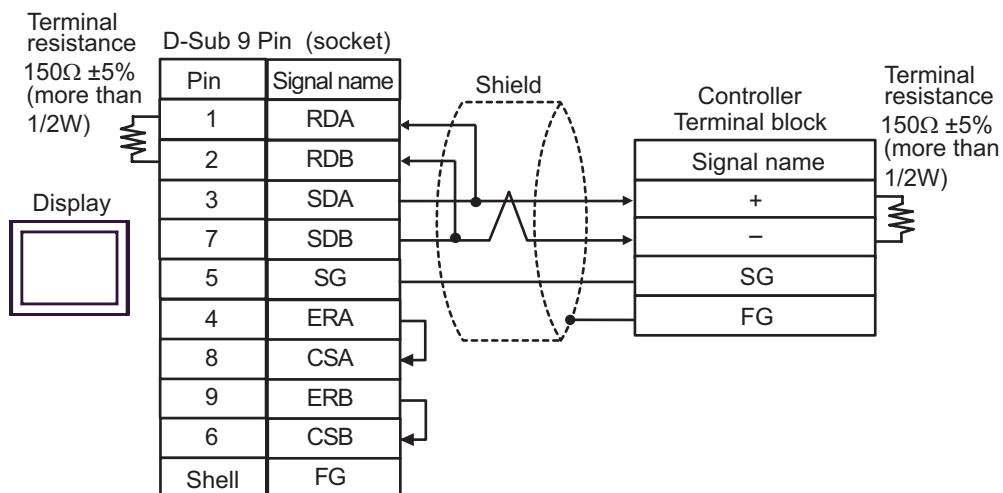 Terminal
resistance
150Ω ±5%
(more than
1/2W)
D-Sub 9 Pin (socket)
Pin Signal name
1 RDA
2 RDB
3 SDA
7 SDB
5 SG
4 ERA
8 CSA
9 ERB
6 CSB
Shell FG
Display
Shield
Controller
Terminal block
Signal name
+
–
SG
FG
Terminal
resistance
150Ω ±5%
(more than
1/2W)